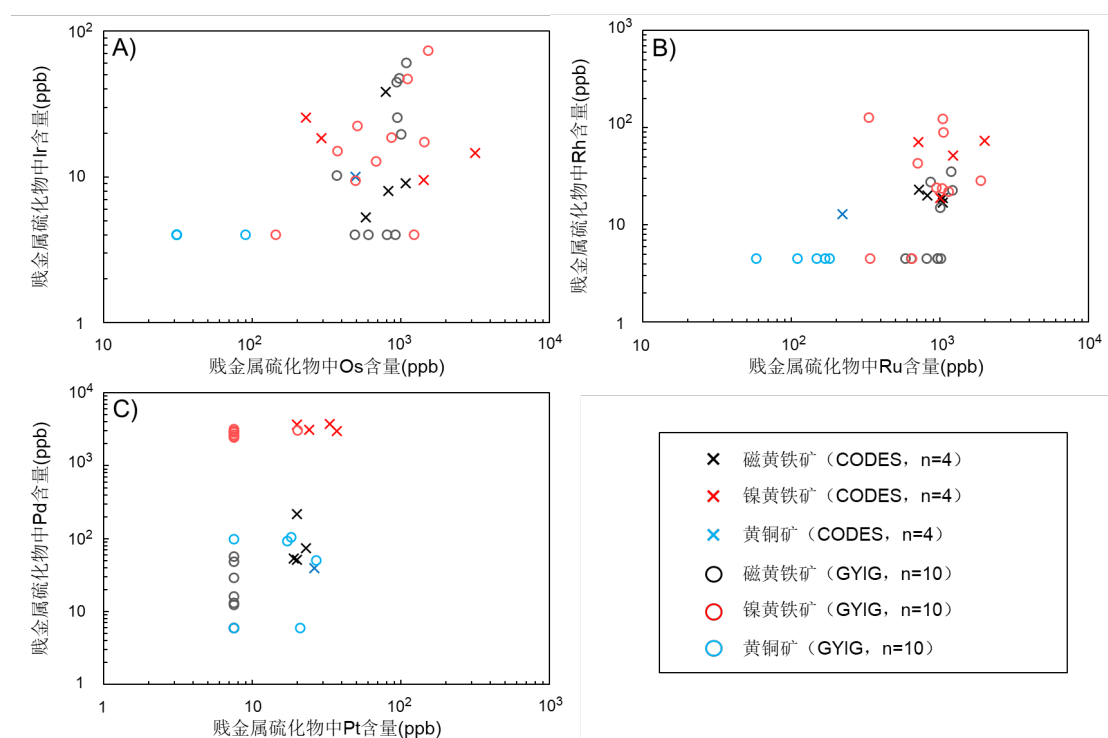 A)
贱金属硫化物中Ir含量(ppb)
10²
10
1
10
10²
10³
10⁴
贱金属硫化物中Os含量(ppb)
B)
贱金属硫化物中Rh含量(ppb)
10³
10²
10
1
10
10²
10³
10⁴
贱金属硫化物中Ru含量(ppb)
C)
贱金属硫化物中Pd含量(ppb)
10⁴
10³
10²
10
1
1
10
10²
10³
贱金属硫化物中Pt含量(ppb)
磁黄铁矿（CODES，n=4）
镍黄铁矿（CODES，n=4）
黄铜矿（CODES，n=4）
磁黄铁矿（GYIG，n=10）
镍黄铁矿（GYIG，n=10）
黄铜矿（GYIG，n=10）